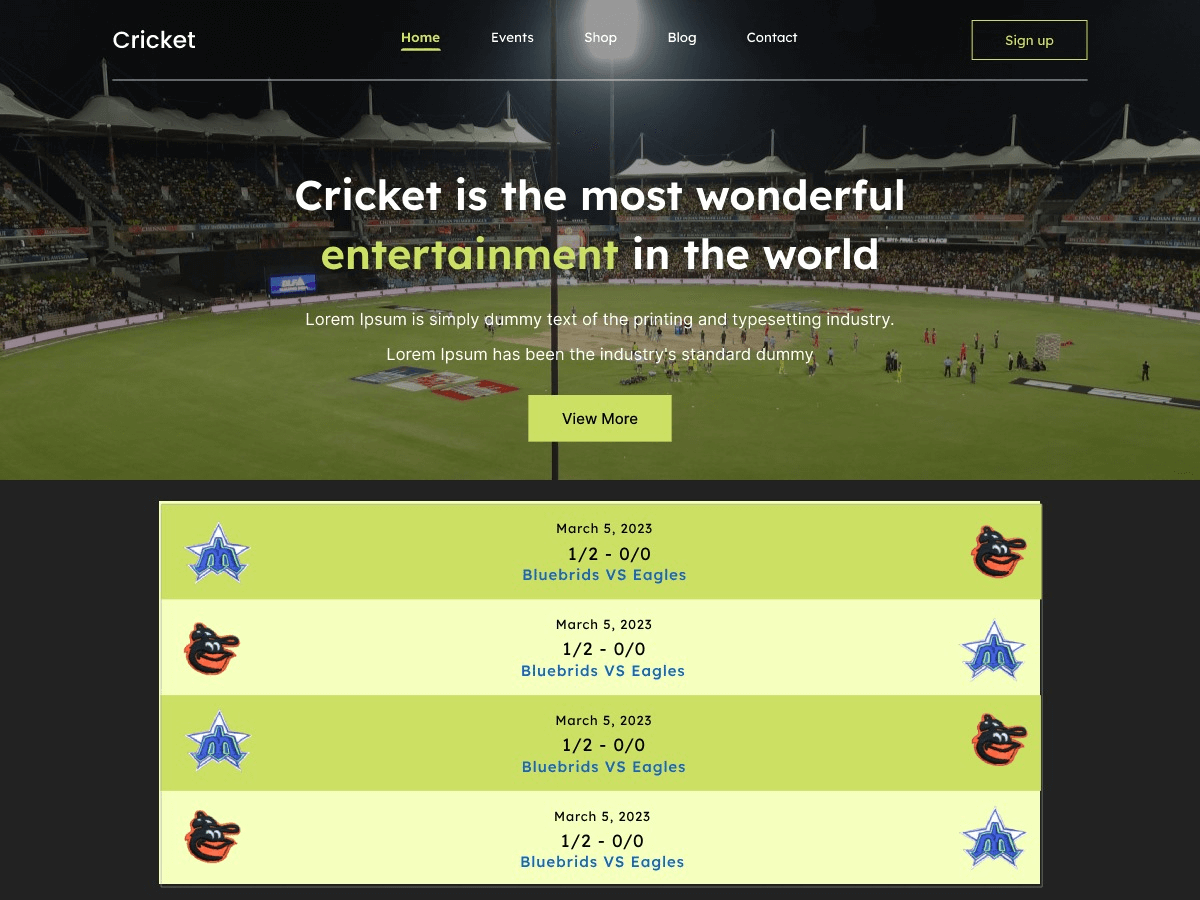 Cricket
Home Events Shop Blog Contact
Sign up
Cricket is the most wonderful
entertainment in the world
Lorem Ipsum is simply dummy text of the printing and typesetting industry.
Lorem Ipsum has been the industry's standard dummy
View More
March 5, 2023
1/2 - 0/0
Bluebrids VS Eagles
March 5, 2023
1/2 - 0/0
Bluebrids VS Eagles
March 5, 2023
1/2 - 0/0
Bluebrids VS Eagles
March 5, 2023
1/2 - 0/0
Bluebrids VS Eagles